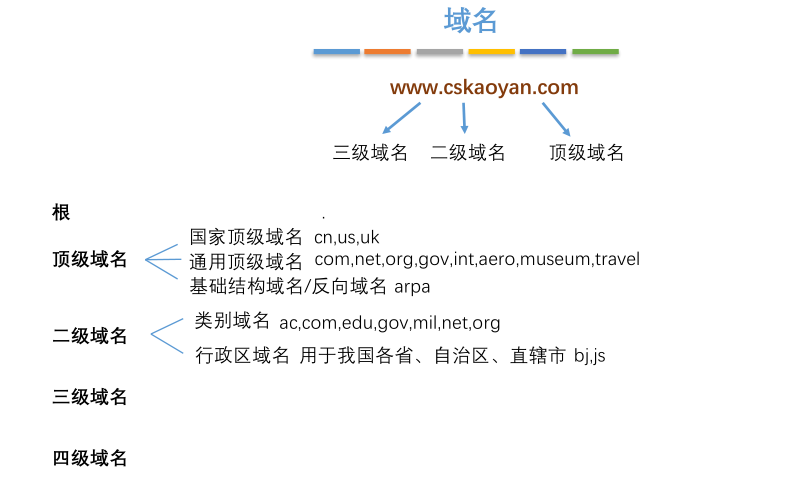 域名
www.cskaoyan.com
三级域名 二级域名 顶级域名
根 .
国家顶级域名 cn,us,uk
顶级域名 通用顶级域名 com,net,org,gov,int,aero,museum,travel
基础结构域名/反向域名 arpa
类别域名 ac,com,edu,gov,mil,net,org
二级域名
行政区域名 用于我国各省、自治区、直辖市 bj,js
三级域名
四级域名